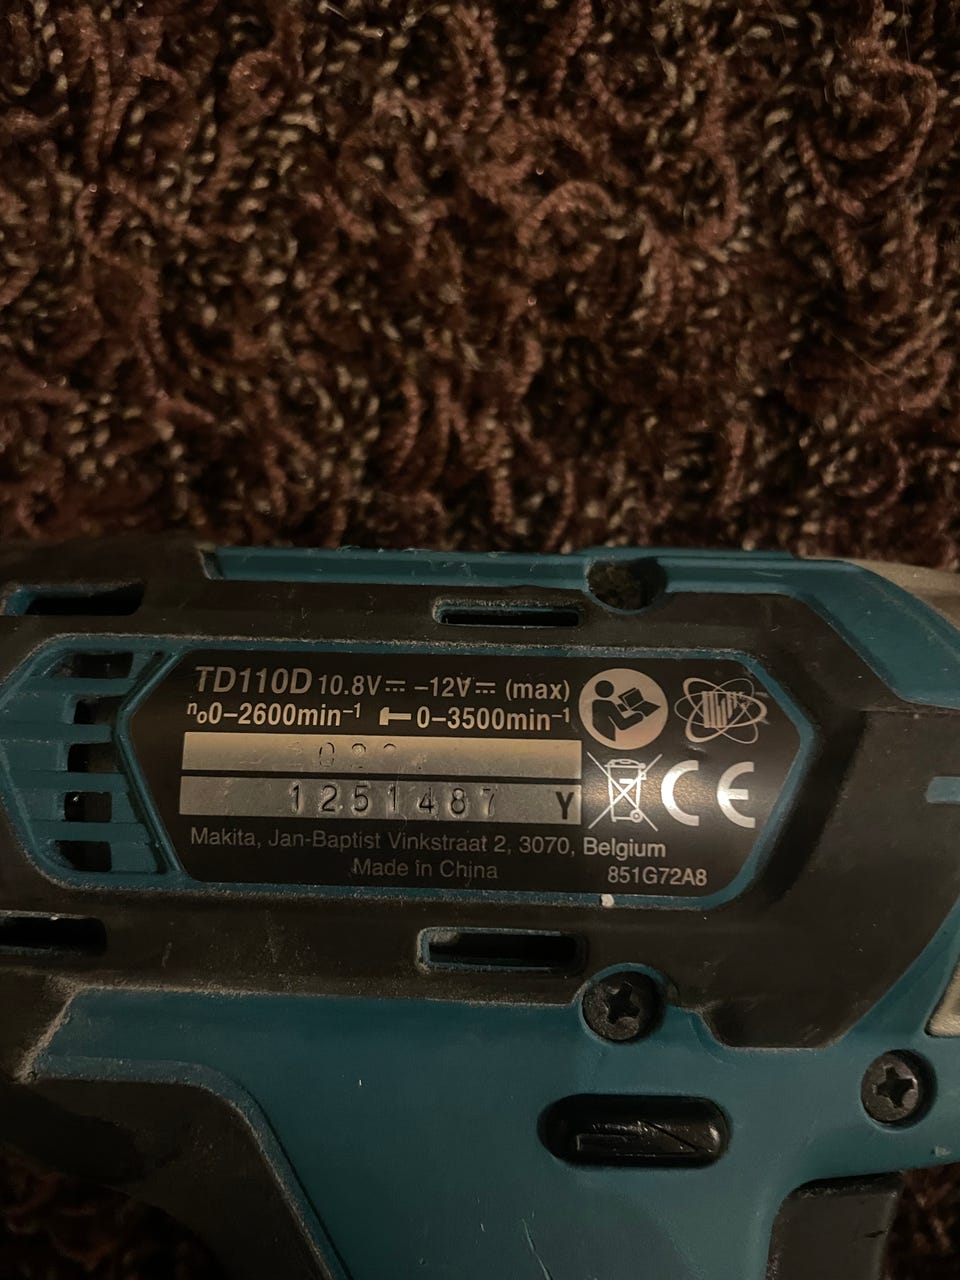 TD110D 10.8V⎓ –12V⎓ (max)
n₀0–2600min⁻¹ 0–3500min⁻¹
1251487 Y
CE
Makita, Jan-Baptist Vinkstraat 2, 3070, Belgium
Made in China 851G72A8